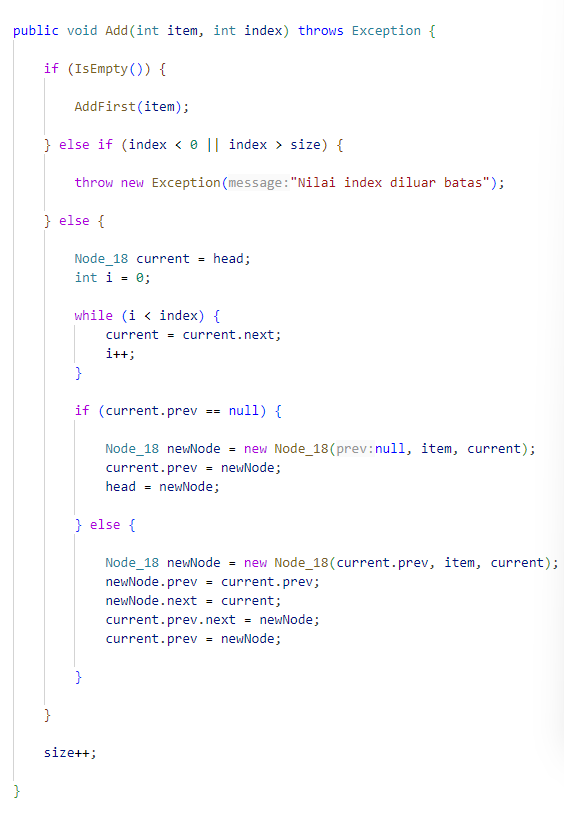 public void Add(int item, int index) throws Exception {
if (IsEmpty()) {
AddFirst(item);
} else if (index < 0 || index > size) {
throw new Exception(message:"Nilai index diluar batas");
} else {
Node_18 current = head;
int i = 0;
while (i < index) {
current = current.next;
i++;
}
if (current.prev == null) {
Node_18 newNode = new Node_18(prev:null, item, current);
current.prev = newNode;
head = newNode;
} else {
Node_18 newNode = new Node_18(current.prev, item, current);
newNode.prev = current.prev;
newNode.next = current;
current.prev.next = newNode;
current.prev = newNode;
}
}
size++;
}